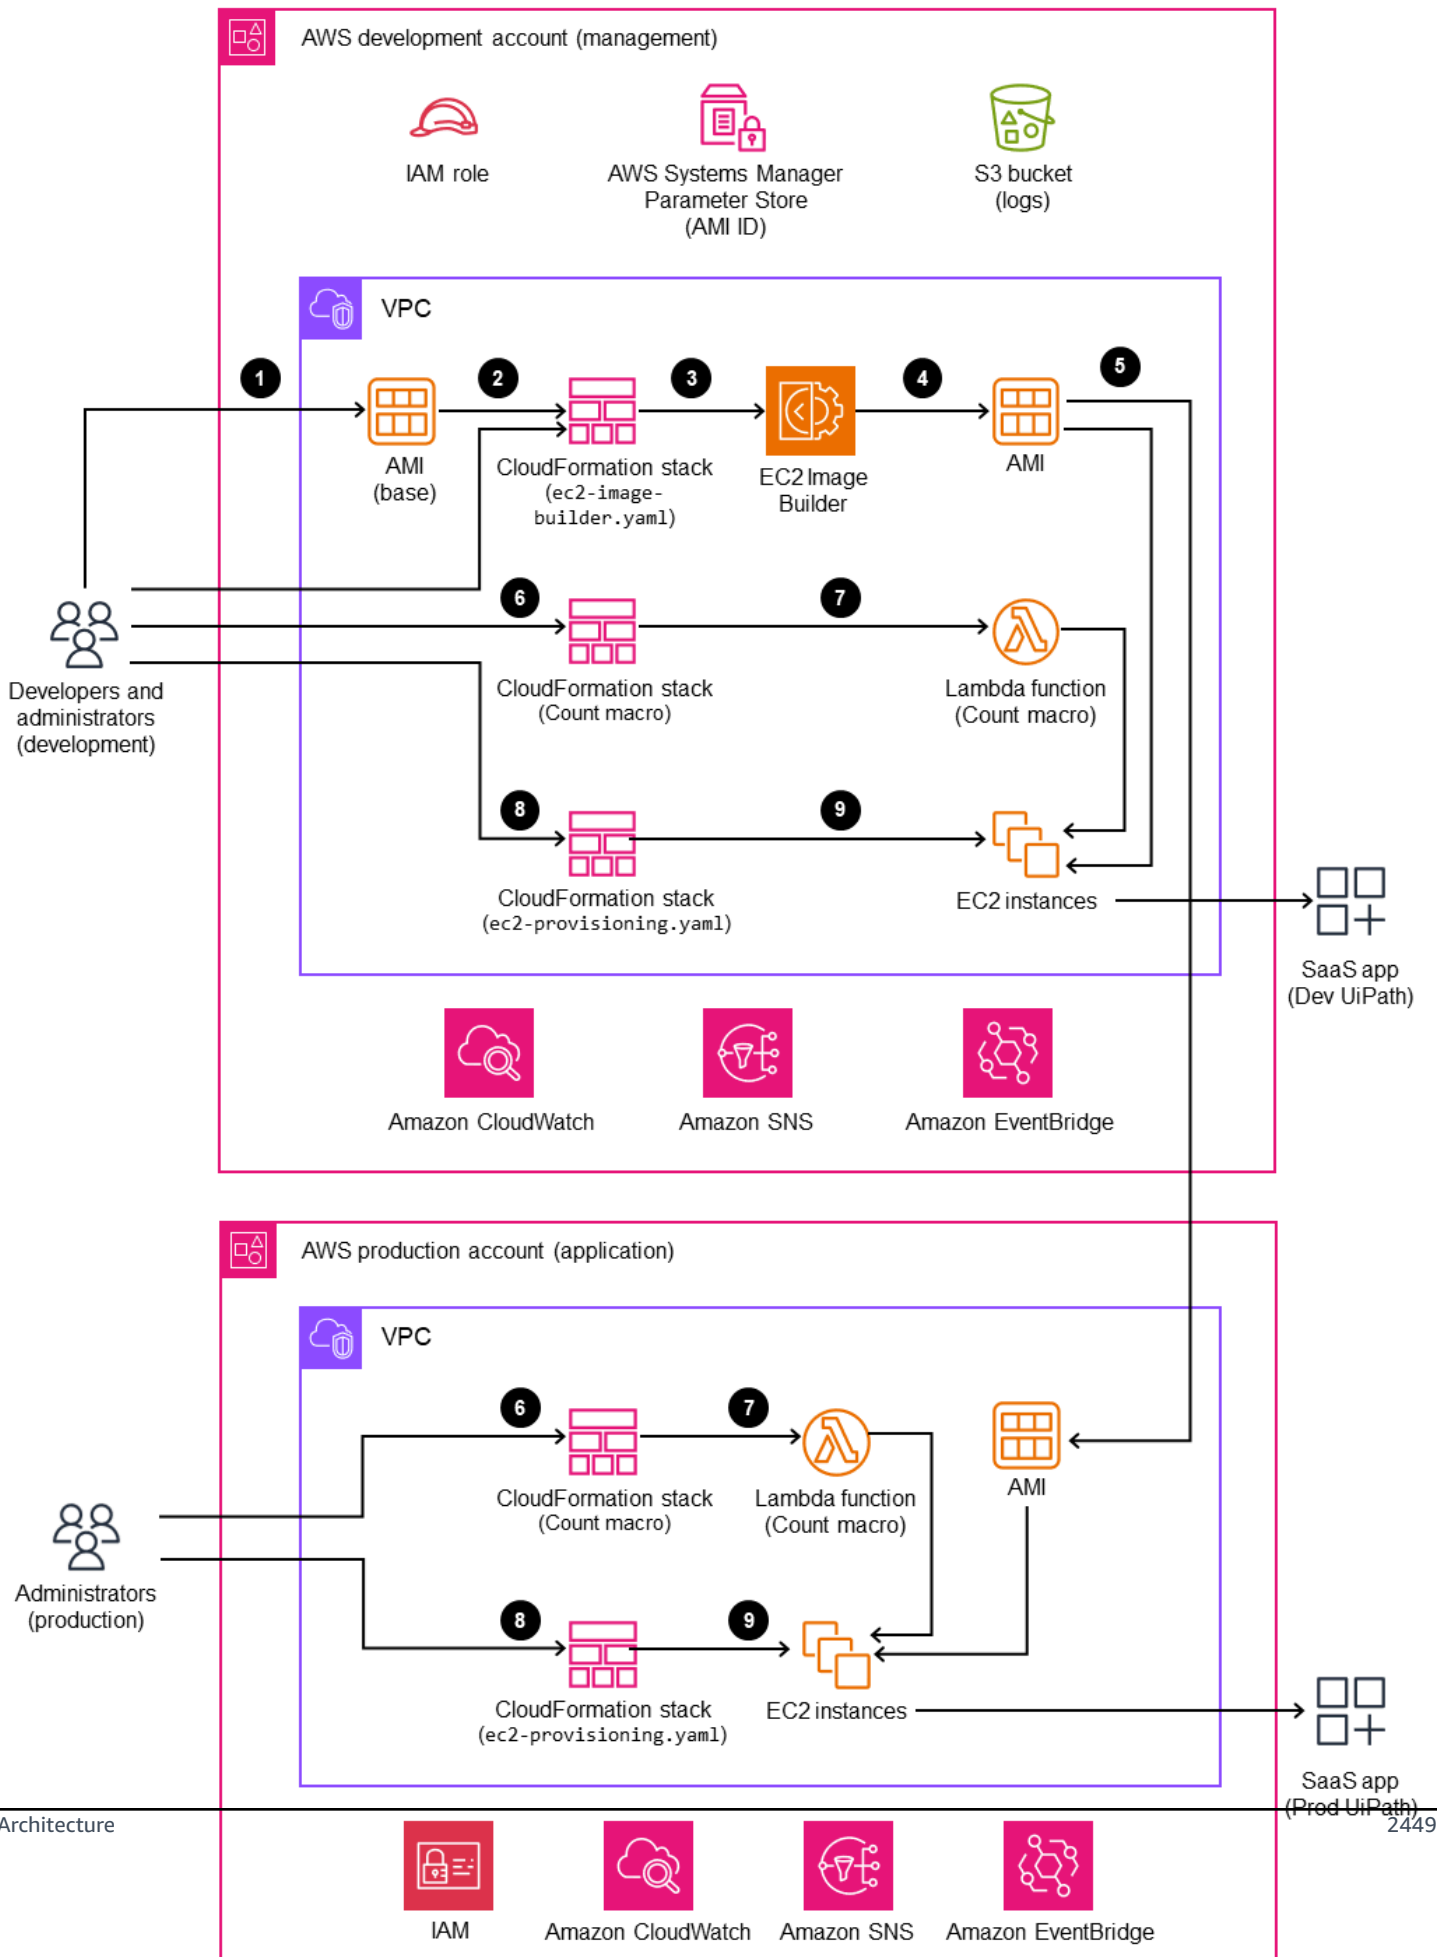 AWS development account (management)
IAM role
AWS Systems Manager
Parameter Store
(AMI ID)
S3 bucket
(logs)
VPC
1
2
3
4
5
AMI
(base)
CloudFormation stack
(ec2-image-
builder.yaml)
EC2 Image
Builder
AMI
6
7
Developers and
administrators
(development)
CloudFormation stack
(Count macro)
Lambda function
(Count macro)
8
9
CloudFormation stack
(ec2-provisioning.yaml)
EC2 instances
SaaS app
(Dev UiPath)
Amazon CloudWatch
Amazon SNS
Amazon EventBridge
AWS production account (application)
VPC
6
7
CloudFormation stack
(Count macro)
Lambda function
(Count macro)
AMI
Administrators
(production)
8
9
CloudFormation stack
(ec2-provisioning.yaml)
EC2 instances
SaaS app
(Prod UiPath)
Architecture
2449
IAM
Amazon CloudWatch
Amazon SNS
Amazon EventBridge